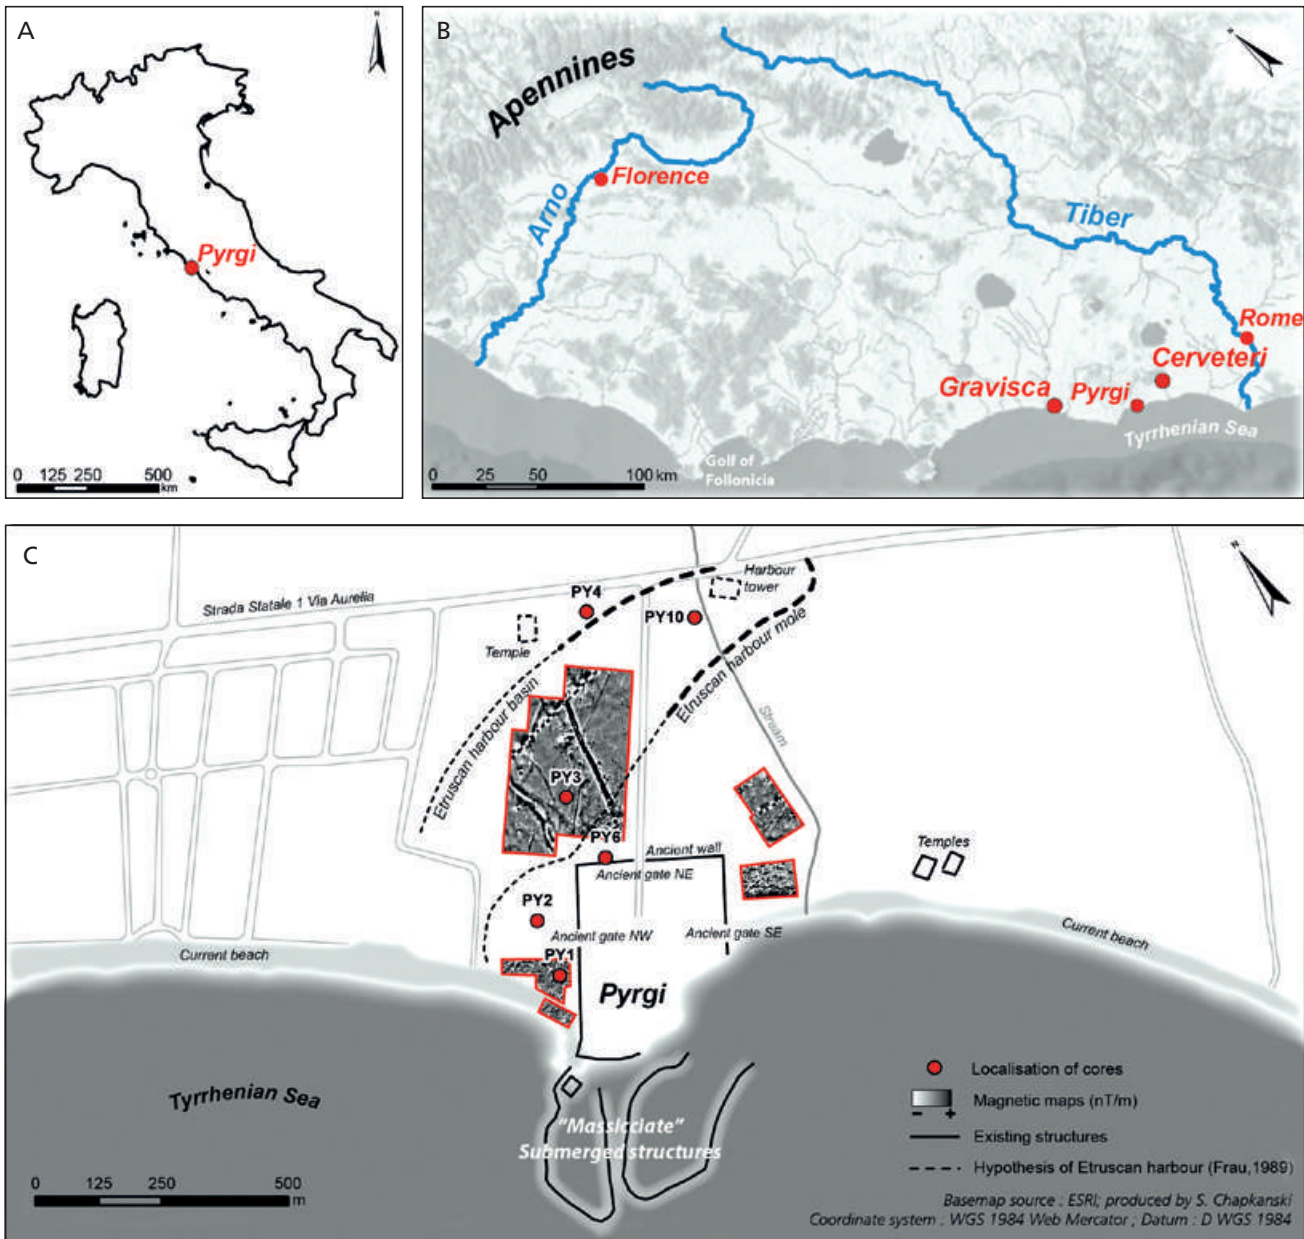 A
N
Pyrgi
0 125 250 500
km
B
N
Apennines
Arno
Florence
Tiber
Rome
Cerveteri
Gravisca
Pyrgi
Tyrrhenian Sea
Golf of
Follonicia
0 25 50 100 km
C
N
Strada Statale 1 Via Aurelia
PY4
Harbour
tower
PY10
Temple
Etruscan harbour basin
Etruscan harbour mole
Stream
PY3
PY6
Ancient wall
Ancient gate NE
Temples
PY2
Ancient gate NW
Ancient gate SE
Current beach
Current beach
PY1
Pyrgi
Tyrrhenian Sea
"Massicciate"
Submerged structures
Localisation of cores
Magnetic maps (nT/m)
- +
Existing structures
Hypothesis of Etruscan harbour (Frau,1989)
0 125 250 500
m
Basemap source : ESRI; produced by S. Chapkanski
Coordinate system : WGS 1984 Web Mercator ; Datum : D WGS 1984